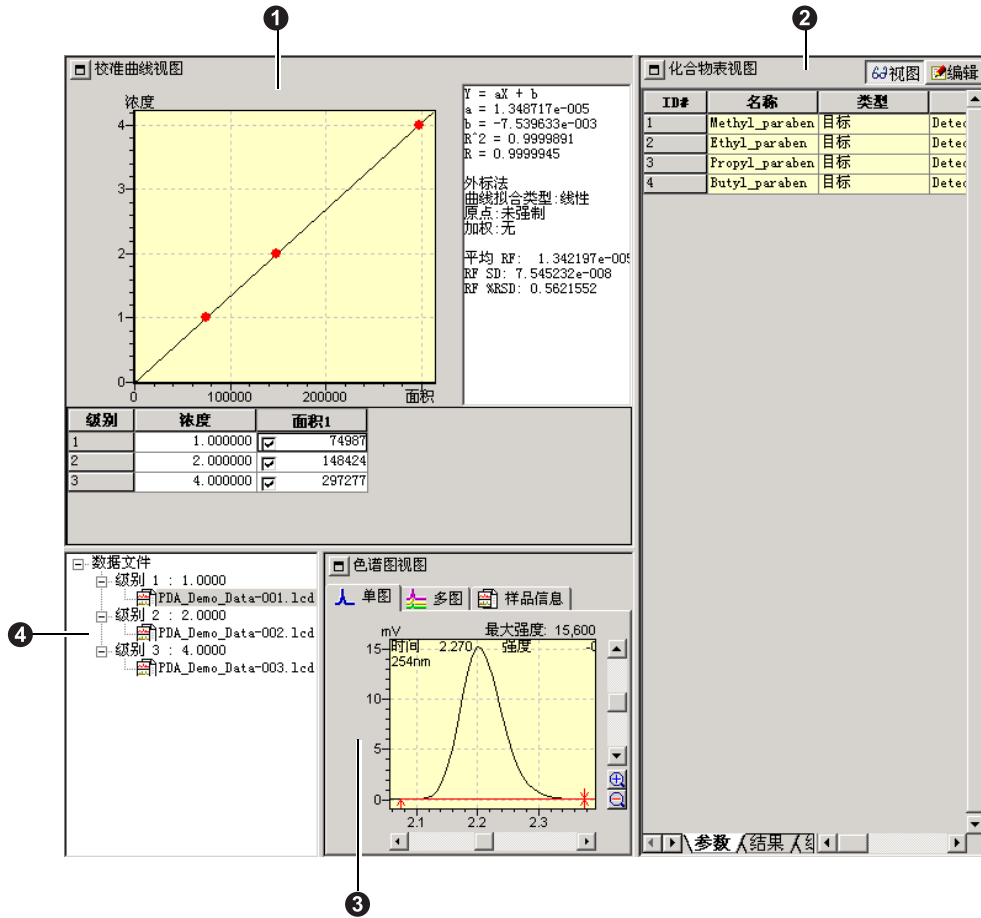 1
2
校准曲线视图
浓度
4
3
2
1
0
0 100000 200000 面积
Y = aX + b
a = 1.348717e-005
b = -7.539633e-003
R^2 = 0.9999891
R = 0.9999945
外标法
曲线拟合类型:线性
原点:未强制
加权:无
平均 RF: 1.342197e-005
RF SD: 7.545232e-008
RF %RSD: 0.5621552
级别 浓度 面积1
1 1.000000 74987
2 2.000000 148424
3 4.000000 297277
化合物表视图 视图 编辑
ID# 名称 类型
1 Methyl_paraben 目标 Detec
2 Ethyl_paraben 目标 Detec
3 Propyl_paraben 目标 Detec
4 Butyl_paraben 目标 Detec
参数 结果
数据文件
级别 1 : 1.0000
PDA_Demo_Data-001.lcd
级别 2 : 2.0000
PDA_Demo_Data-002.lcd
级别 3 : 4.0000
PDA_Demo_Data-003.lcd
4
色谱图视图
单图 多图 样品信息
mV 最大强度: 15,600
时间 2.270 强度 -0
254nm
15
10
5
0
2.1 2.2 2.3
3